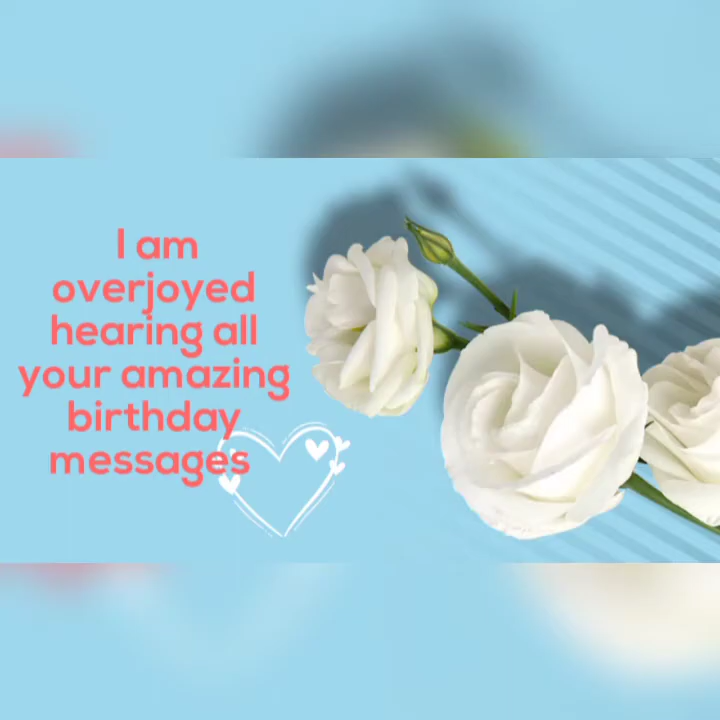 I am
overjoyed
hearing all
your amazing
birthday
messages